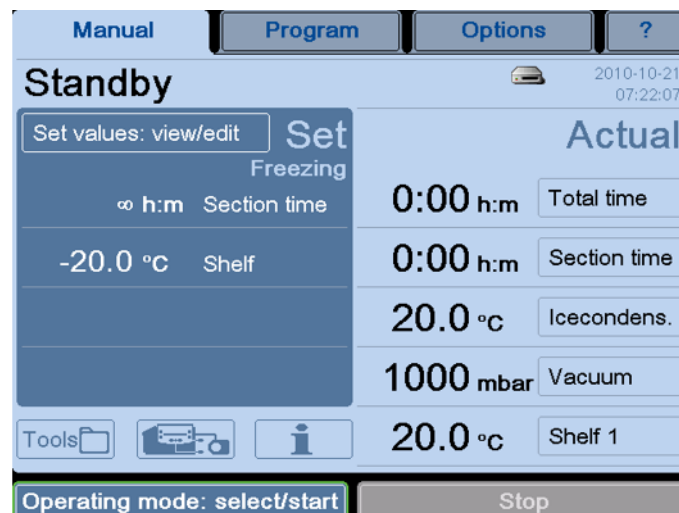 Manual Program Options ?
Standby
2010-10-21
07:22:07
Set values: view/edit Set
Freezing
∞ h:m Section time
-20.0 °C Shelf
Tools
i
Actual
0:00 h:m Total time
0:00 h:m Section time
20.0 °C Icecondens.
1000 mbar Vacuum
20.0 °C Shelf 1
Operating mode: select/start Stop